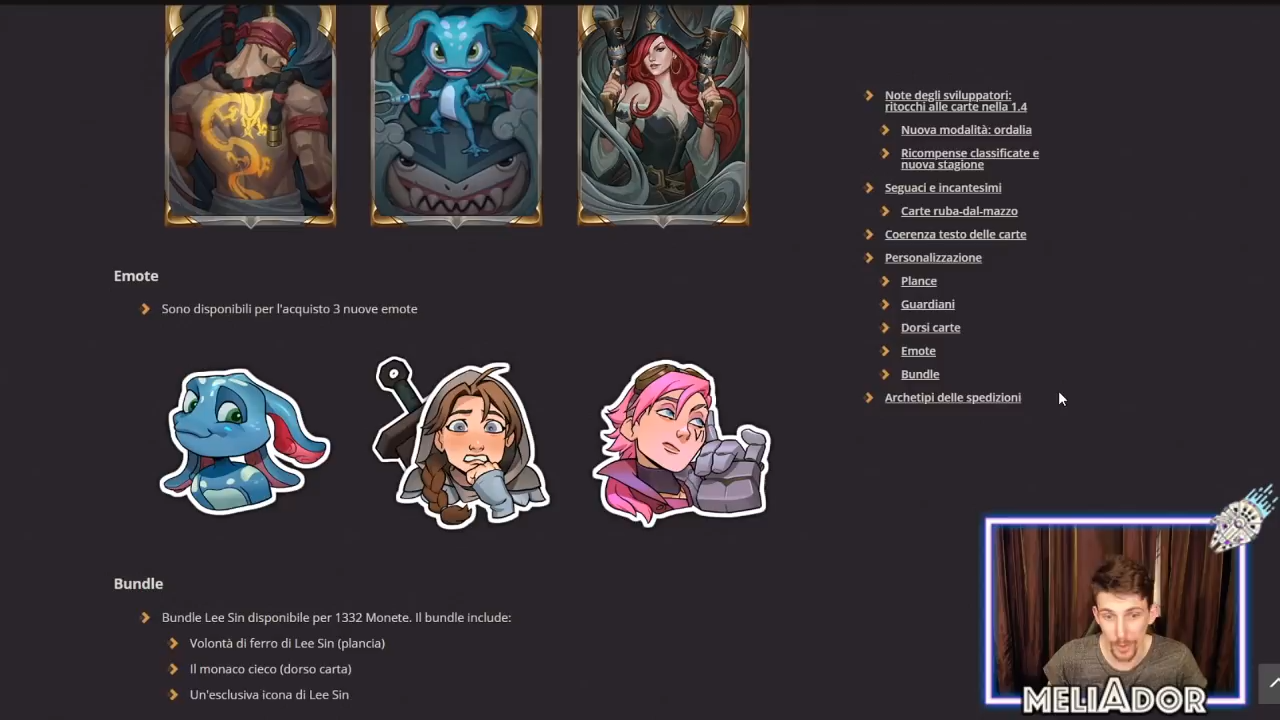 Emote
Sono disponibili per l'acquisto 3 nuove emote
Bundle
Bundle Lee Sin disponibile per 1332 Monete. Il bundle include:
Volontà di ferro di Lee Sin (plancia)
Il monaco cieco (dorso carta)
Un'esclusiva icona di Lee Sin
Note degli sviluppatori:
ritocchi alle carte nella 1.4
Nuova modalità: ordalia
Ricompense classificate e
nuova stagione
Seguaci e incantesimi
Carte ruba-dal-mazzo
Coerenza testo delle carte
Personalizzazione
Plance
Guardiani
Dorsi carte
Emote
Bundle
Archetipi delle spedizioni
MELIADOR